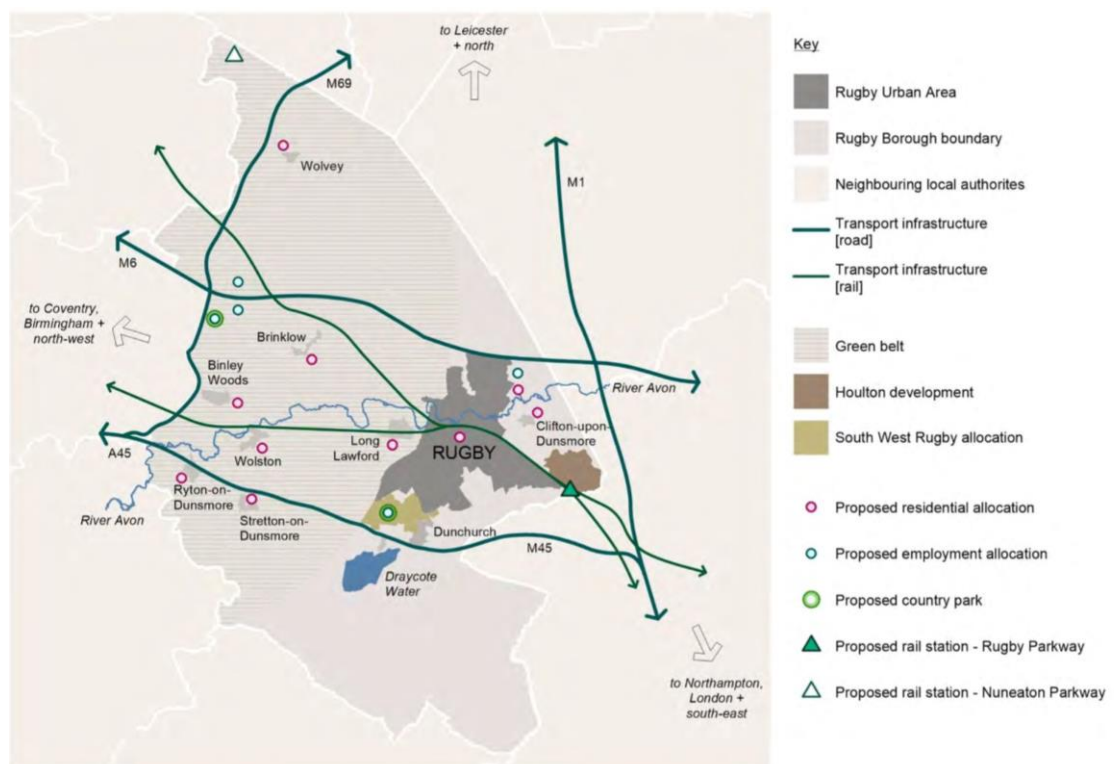 to Leicester
+ north
M69
Wolvey
M1
M6
to Coventry,
Birmingham +
north-west
Brinklow
Binley
Woods
River Avon
Clifton-upon-
Dunsmore
Long
Lawford
RUGBY
A45
Wolston
Ryton-on-
Dunsmore
River Avon
Stretton-on-
Dunsmore
Dunchurch
M45
Draycote
Water
to Northampton,
London +
south-east
Key
Rugby Urban Area
Rugby Borough boundary
Neighbouring local authorites
Transport infrastructure
[road]
Transport infrastructure
[rail]
Green belt
Houlton development
South West Rugby allocation
Proposed residential allocation
Proposed employment allocation
Proposed country park
Proposed rail station - Rugby Parkway
Proposed rail station - Nuneaton Parkway